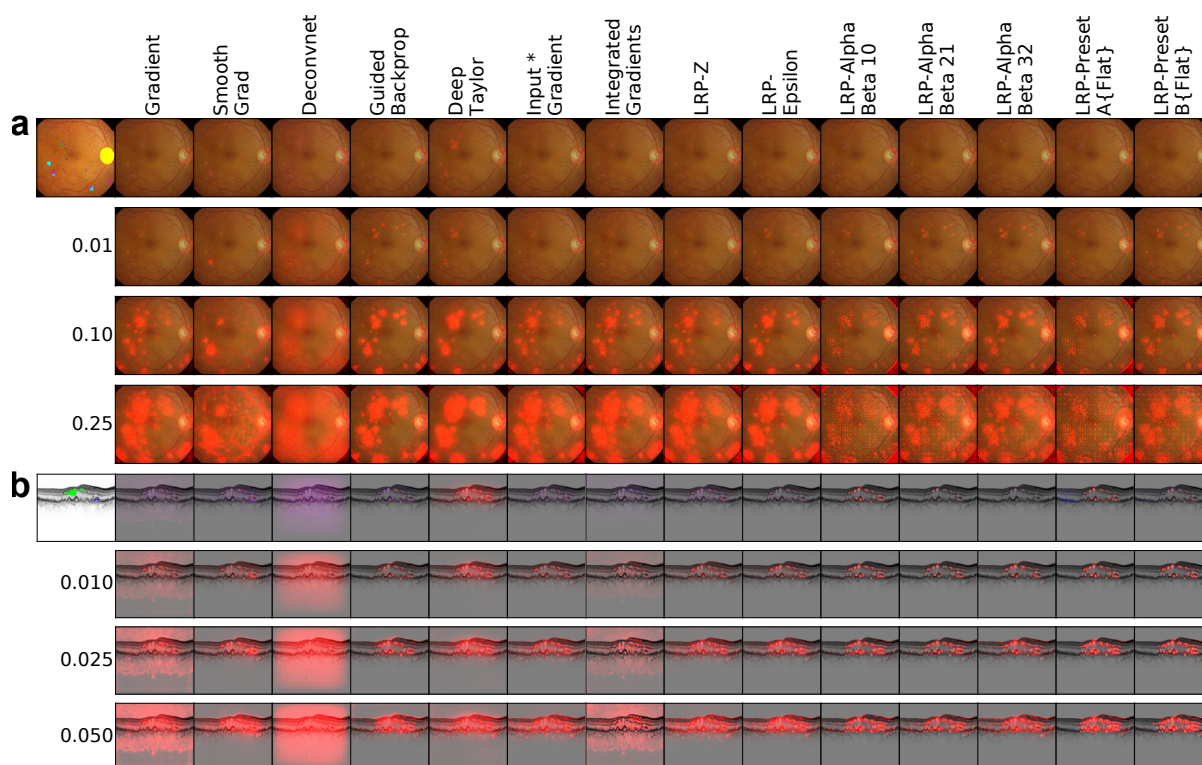 Gradient
Smooth
Grad
Deconvnet
Guided
Backprop
Deep
Taylor
Input *
Gradient
Integrated
Gradients
LRP-Z
LRP-
Epsilon
LRP-Alpha
Beta 10
LRP-Alpha
Beta 21
LRP-Alpha
Beta 32
LRP-Preset
A{Flat}
LRP-Preset
B{Flat}
a
0.01
0.10
0.25
b
0.010
0.025
0.050